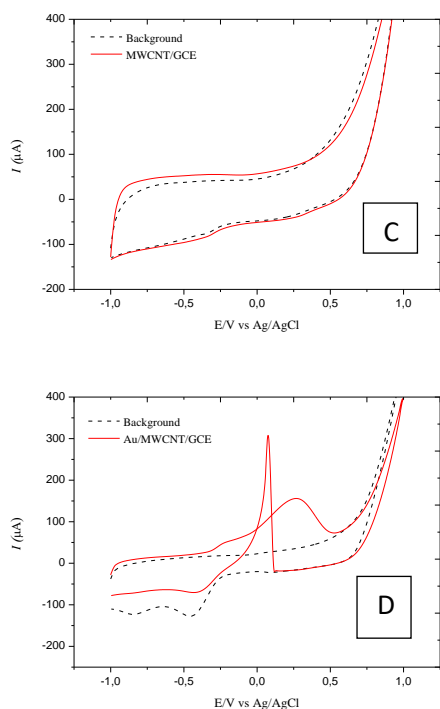 400
Background
MWCNT/GCE
300
200
I (µA)
100
0
-100
C
-200
-1,0 -0,5 0,0 0,5 1,0
E/V vs Ag/AgCl
400
Background
Au/MWCNT/GCE
300
200
I (µA)
100
0
-100
D
-200
-1,0 -0,5 0,0 0,5 1,0
E/V vs Ag/AgCl